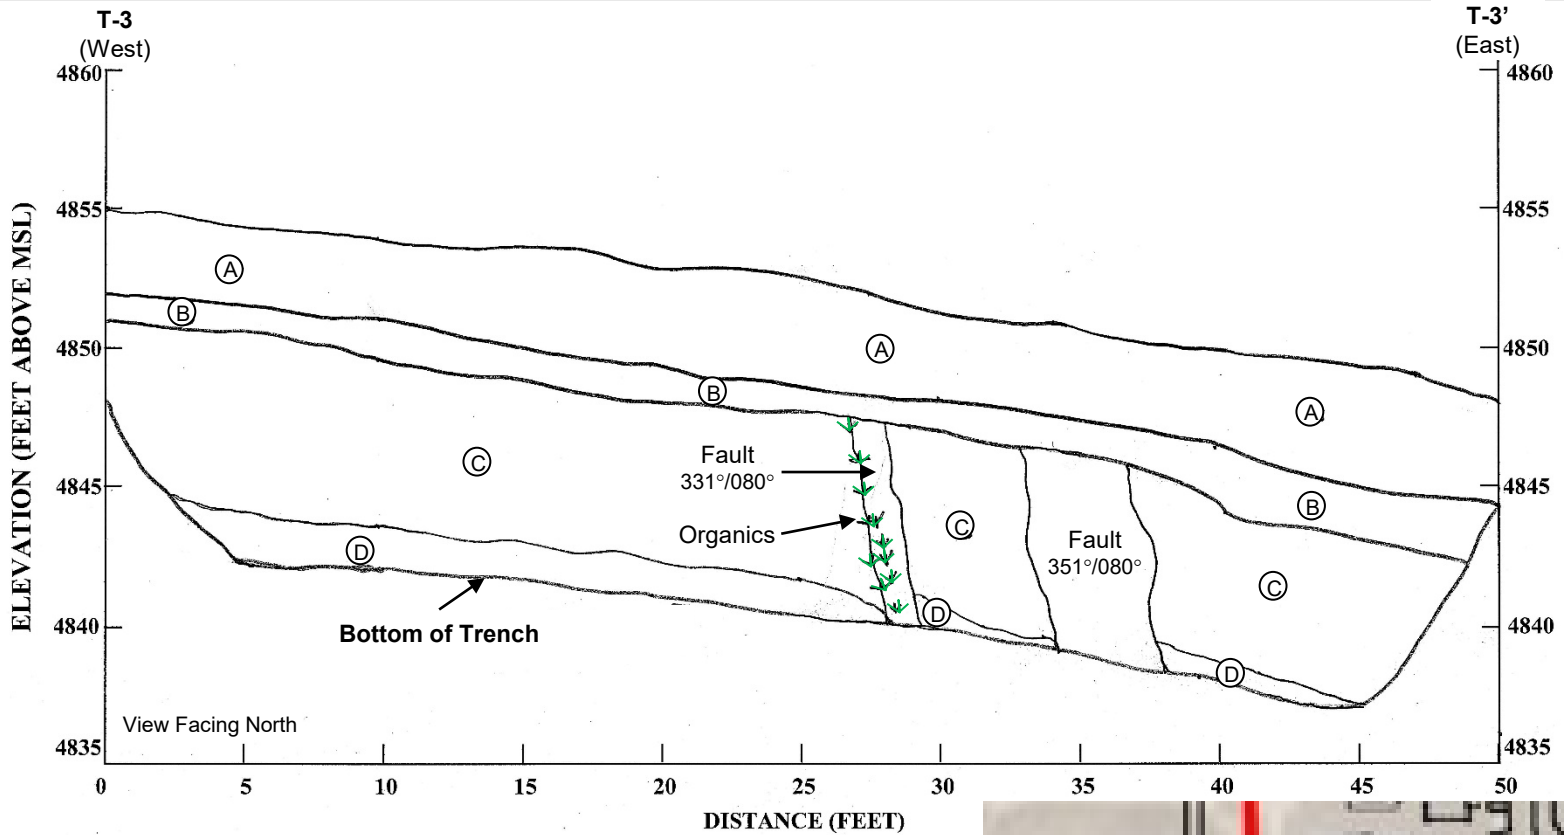 T-3
(West)
T-3’
(East)
4860
4860
4855
4855
A
B
4850
4850
A
B
A
C
Fault
331°/080°
4845
4845
B
Organics
C
Fault
351°/080°
D
C
D
4840
4840
Bottom of Trench
D
View Facing North
4835
4835
0 5 10 15 20 25 30 35 40 45 50
DISTANCE (FEET)
ELEVATION (FEET ABOVE MSL)